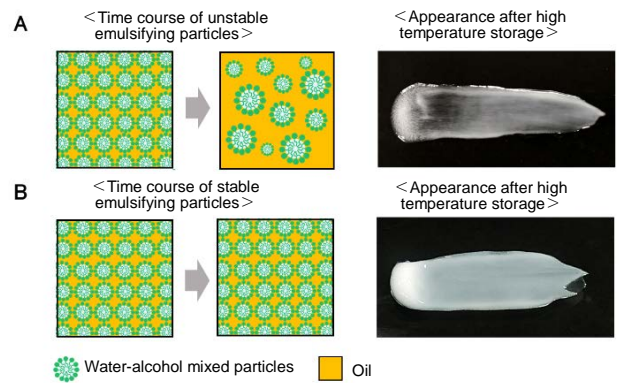 A
<Time course of unstable
emulsifying particles>
<Appearance after high
temperature storage>
B
<Time course of stable
emulsifying particles>
<Appearance after high
temperature storage>
Water-alcohol mixed particles
Oil